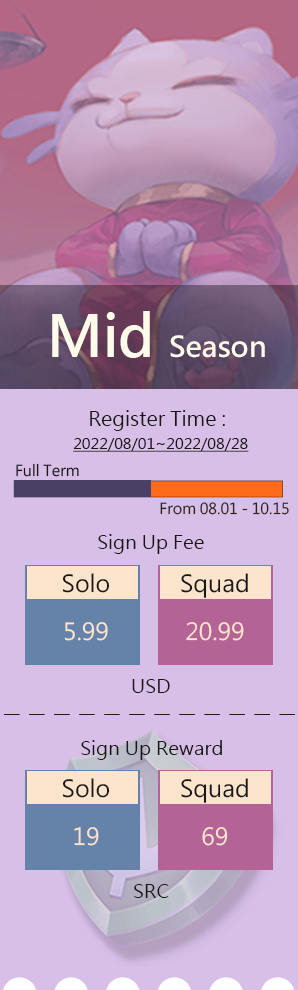 Mid Season
Register Time :
2022/08/01~2022/08/28
Full Term
From 08.01 - 10.15
Sign Up Fee
Solo Squad
5.99 20.99
USD
Sign Up Reward
Solo Squad
19 69
SRC